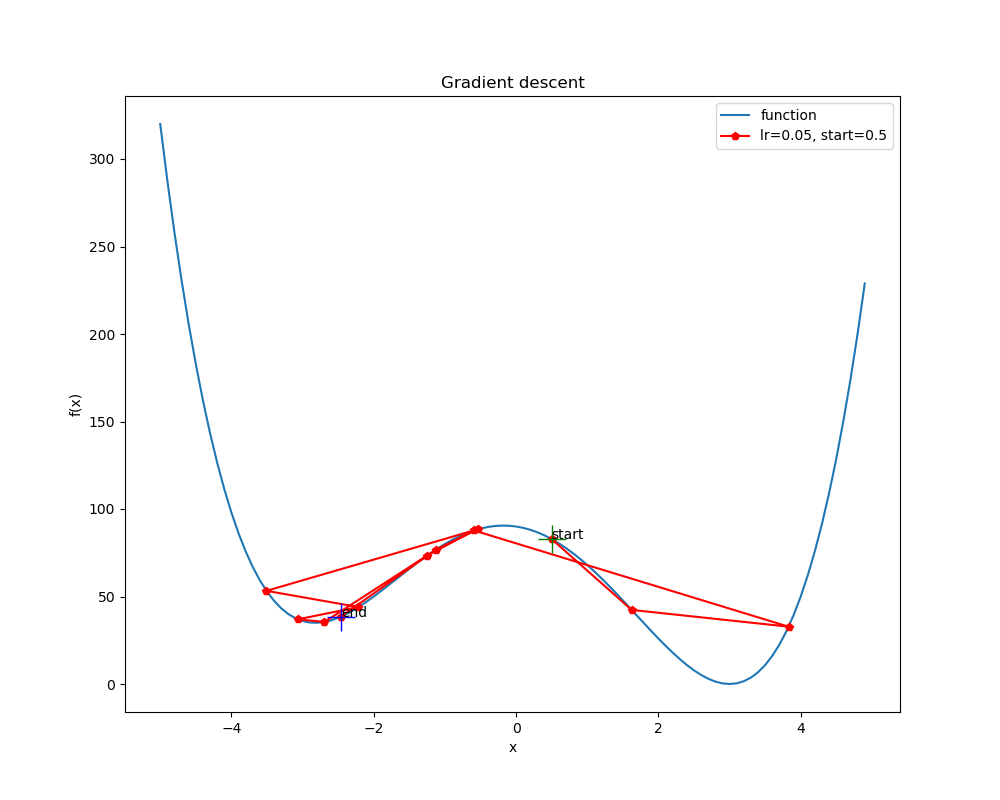 Gradient descent
function
lr=0.05, start=0.5
300
250
200
150
100
50
0
f(x)
start
end
−4
−2
0
2
4
x